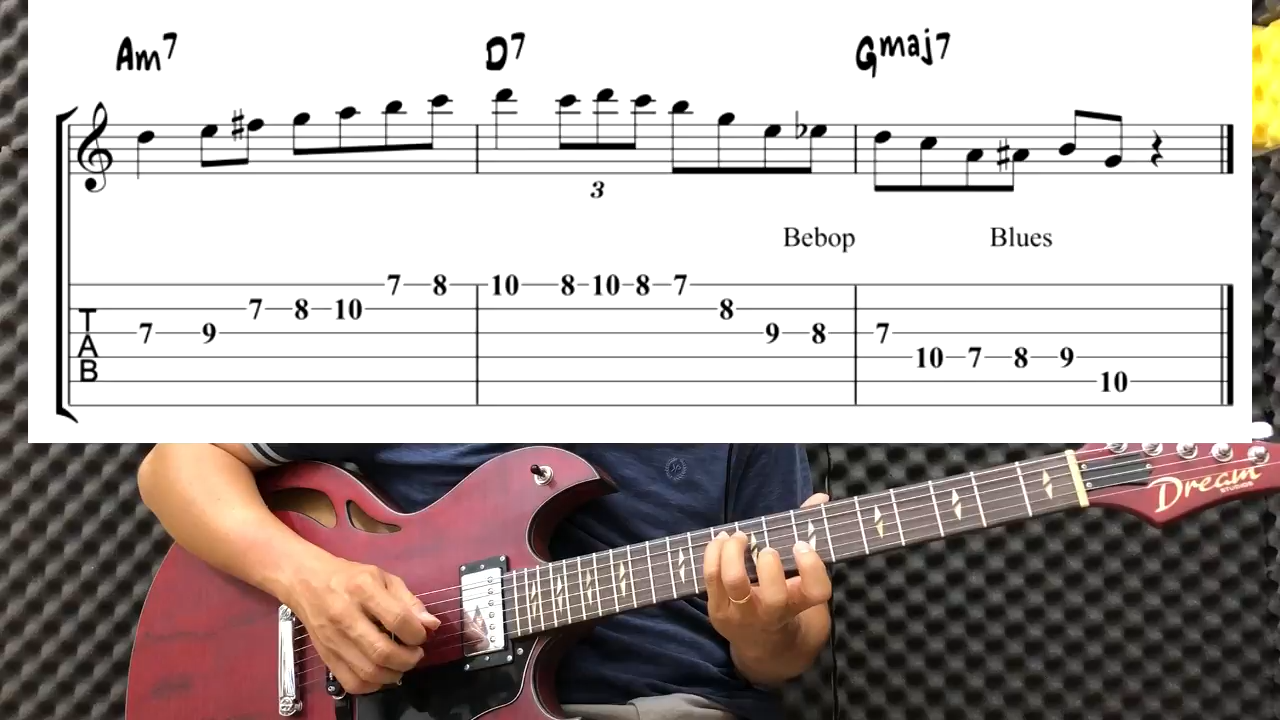 Am7 D7 Gmaj7
3
Bebop Blues
7 8 10 8 10 8 7
7 8 10 8
7 9 9 8 7
10 7 8 9
10
T
A
B
Dream
STUDIOS